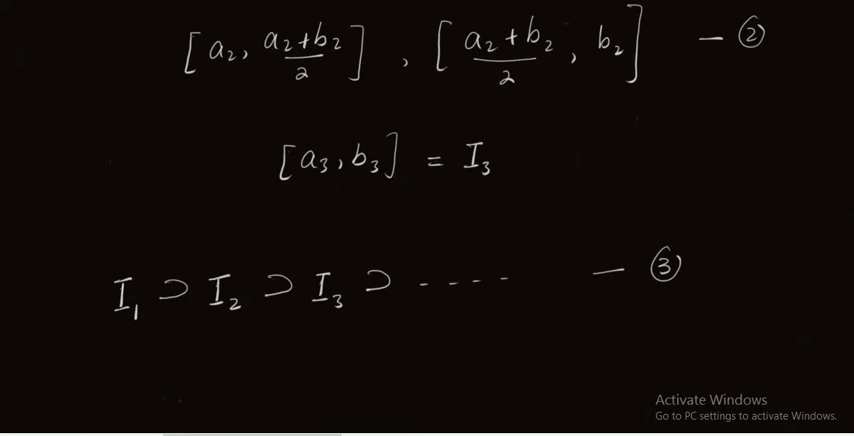 [a₂, (a₂+b₂)/2] , [(a₂+b₂)/2, b₂] — ②
[a₃, b₃] = I₃
I₁ ⊃ I₂ ⊃ I₃ ⊃ ---- — ③
Activate Windows
Go to PC settings to activate Windows.